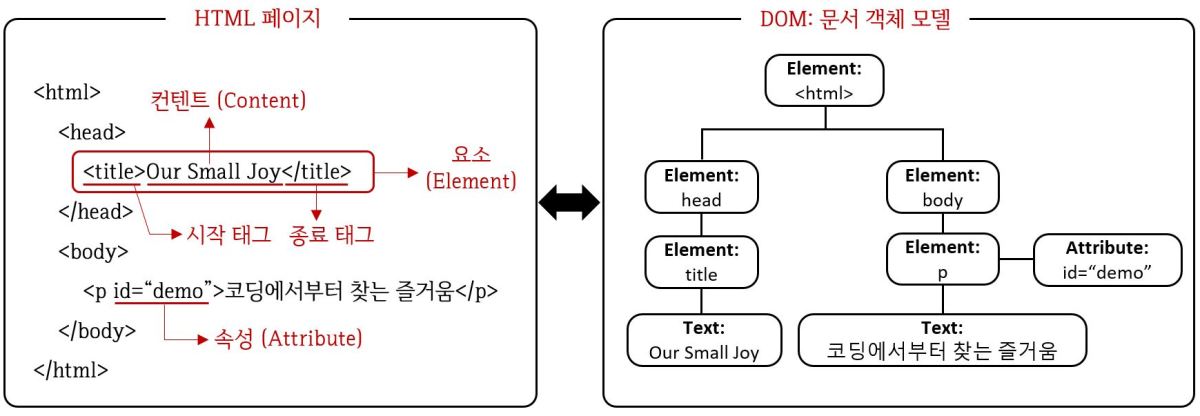 HTML 페이지
<html>
컨텐트 (Content)
<head>
<title>Our Small Joy</title>
요소
(Element)
</head>
시작 태그 종료 태그
<body>
<p id=“demo”>코딩에서부터 찾는 즐거움</p>
</body>
속성 (Attribute)
</html>
DOM: 문서 객체 모델
Element:
<html>
Element:
head
Element:
body
Element:
title
Element:
p
Attribute:
id=“demo”
Text:
Our Small Joy
Text:
코딩에서부터 찾는 즐거움